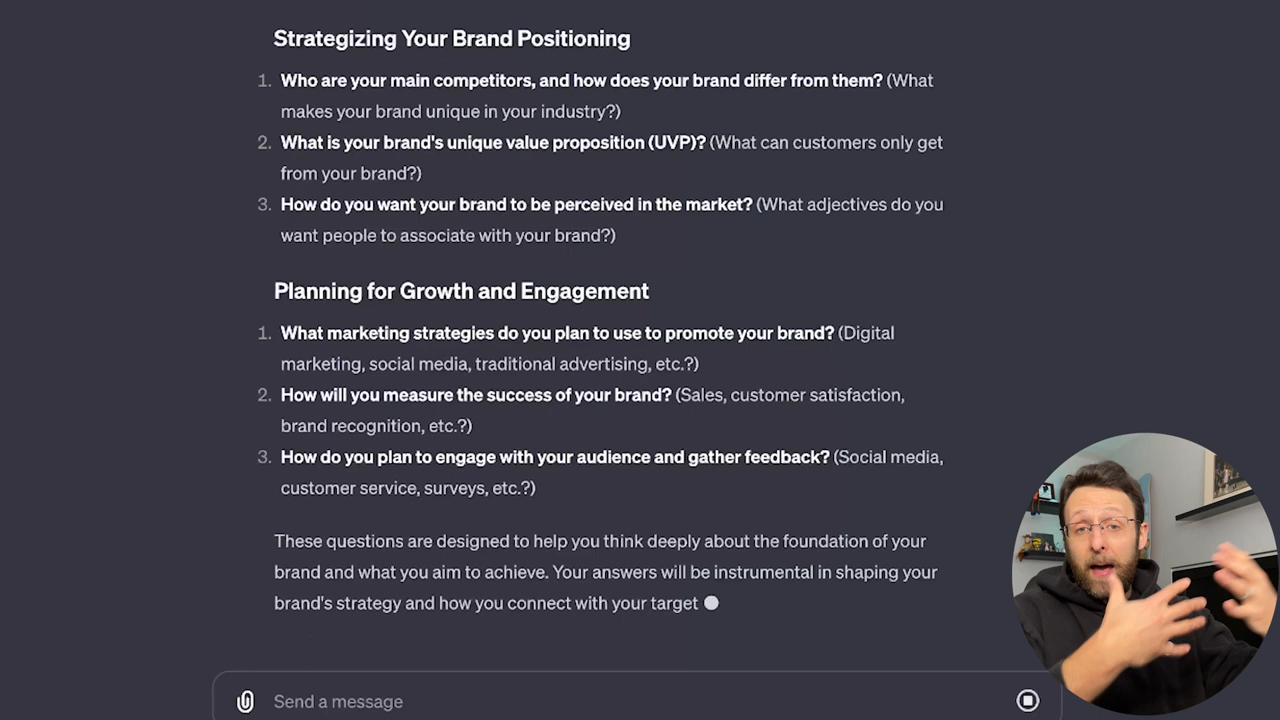 Strategizing Your Brand Positioning
1. Who are your main competitors, and how does your brand differ from them? (What
makes your brand unique in your industry?)
2. What is your brand's unique value proposition (UVP)? (What can customers only get
from your brand?)
3. How do you want your brand to be perceived in the market? (What adjectives do you
want people to associate with your brand?)
Planning for Growth and Engagement
1. What marketing strategies do you plan to use to promote your brand? (Digital
marketing, social media, traditional advertising, etc.?)
2. How will you measure the success of your brand? (Sales, customer satisfaction,
brand recognition, etc.?)
3. How do you plan to engage with your audience and gather feedback? (Social media,
customer service, surveys, etc.?)
These questions are designed to help you think deeply about the foundation of your
brand and what you aim to achieve. Your answers will be instrumental in shaping your
brand's strategy and how you connect with your target
Send a message